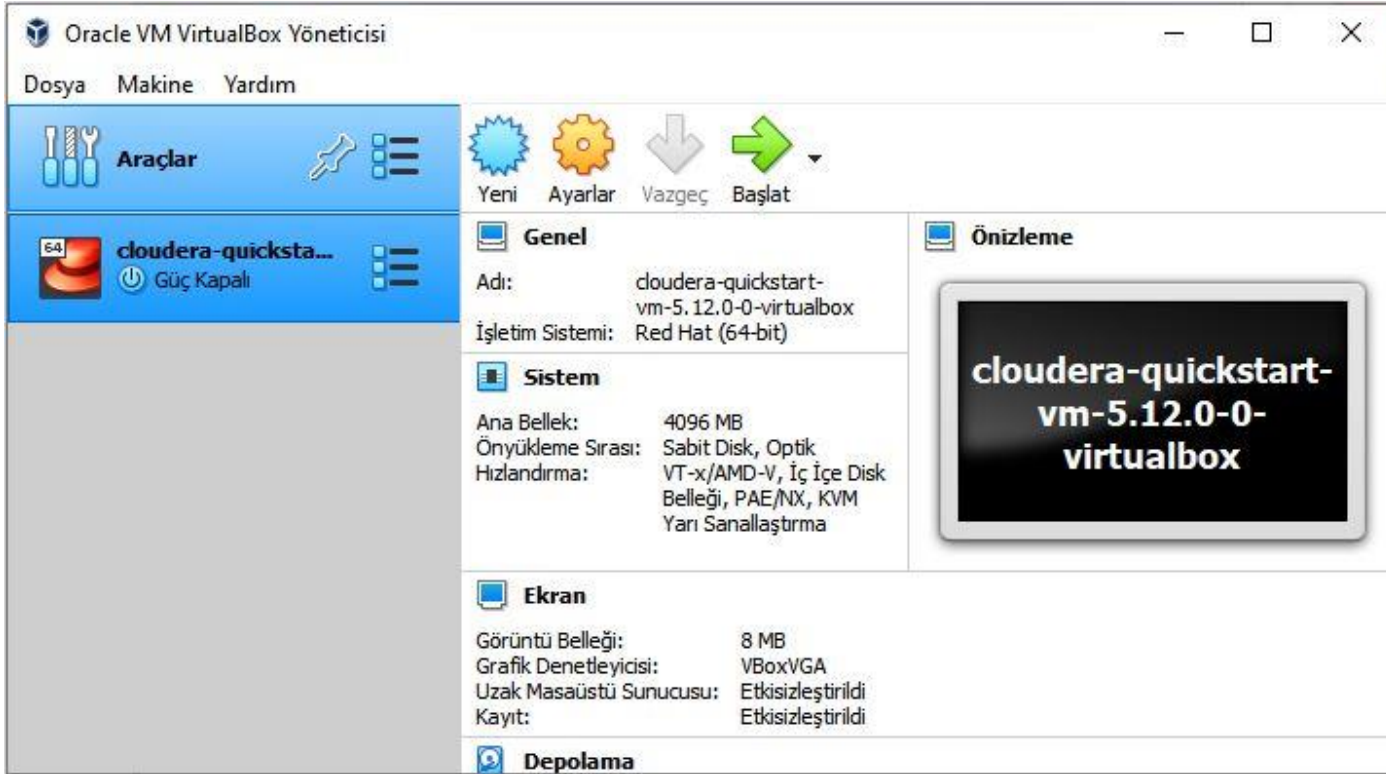 Oracle VM VirtualBox Yöneticisi
Dosya Makine Yardım
Araçlar
Yeni Ayarlar Vazgeç Başlat
64
cloudera-quicksta...
Güç Kapalı
Genel
Adı: cloudera-quickstart-
vm-5.12.0-0-virtualbox
İşletim Sistemi: Red Hat (64-bit)
Sistem
Ana Bellek: 4096 MB
Önyükleme Sırası: Sabit Disk, Optik
Hızlandırma: VT-x/AMD-V, İç İçe Disk
Belleği, PAE/NX, KVM
Yarı Sanallaştırma
Önizleme
cloudera-quickstart-
vm-5.12.0-0-
virtualbox
Ekran
Görüntü Belleği: 8 MB
Grafik Denetleyicisi: VBoxVGA
Uzak Masaüstü Sunucusu: Etkisizleştirildi
Kayıt: Etkisizleştirildi
Depolama